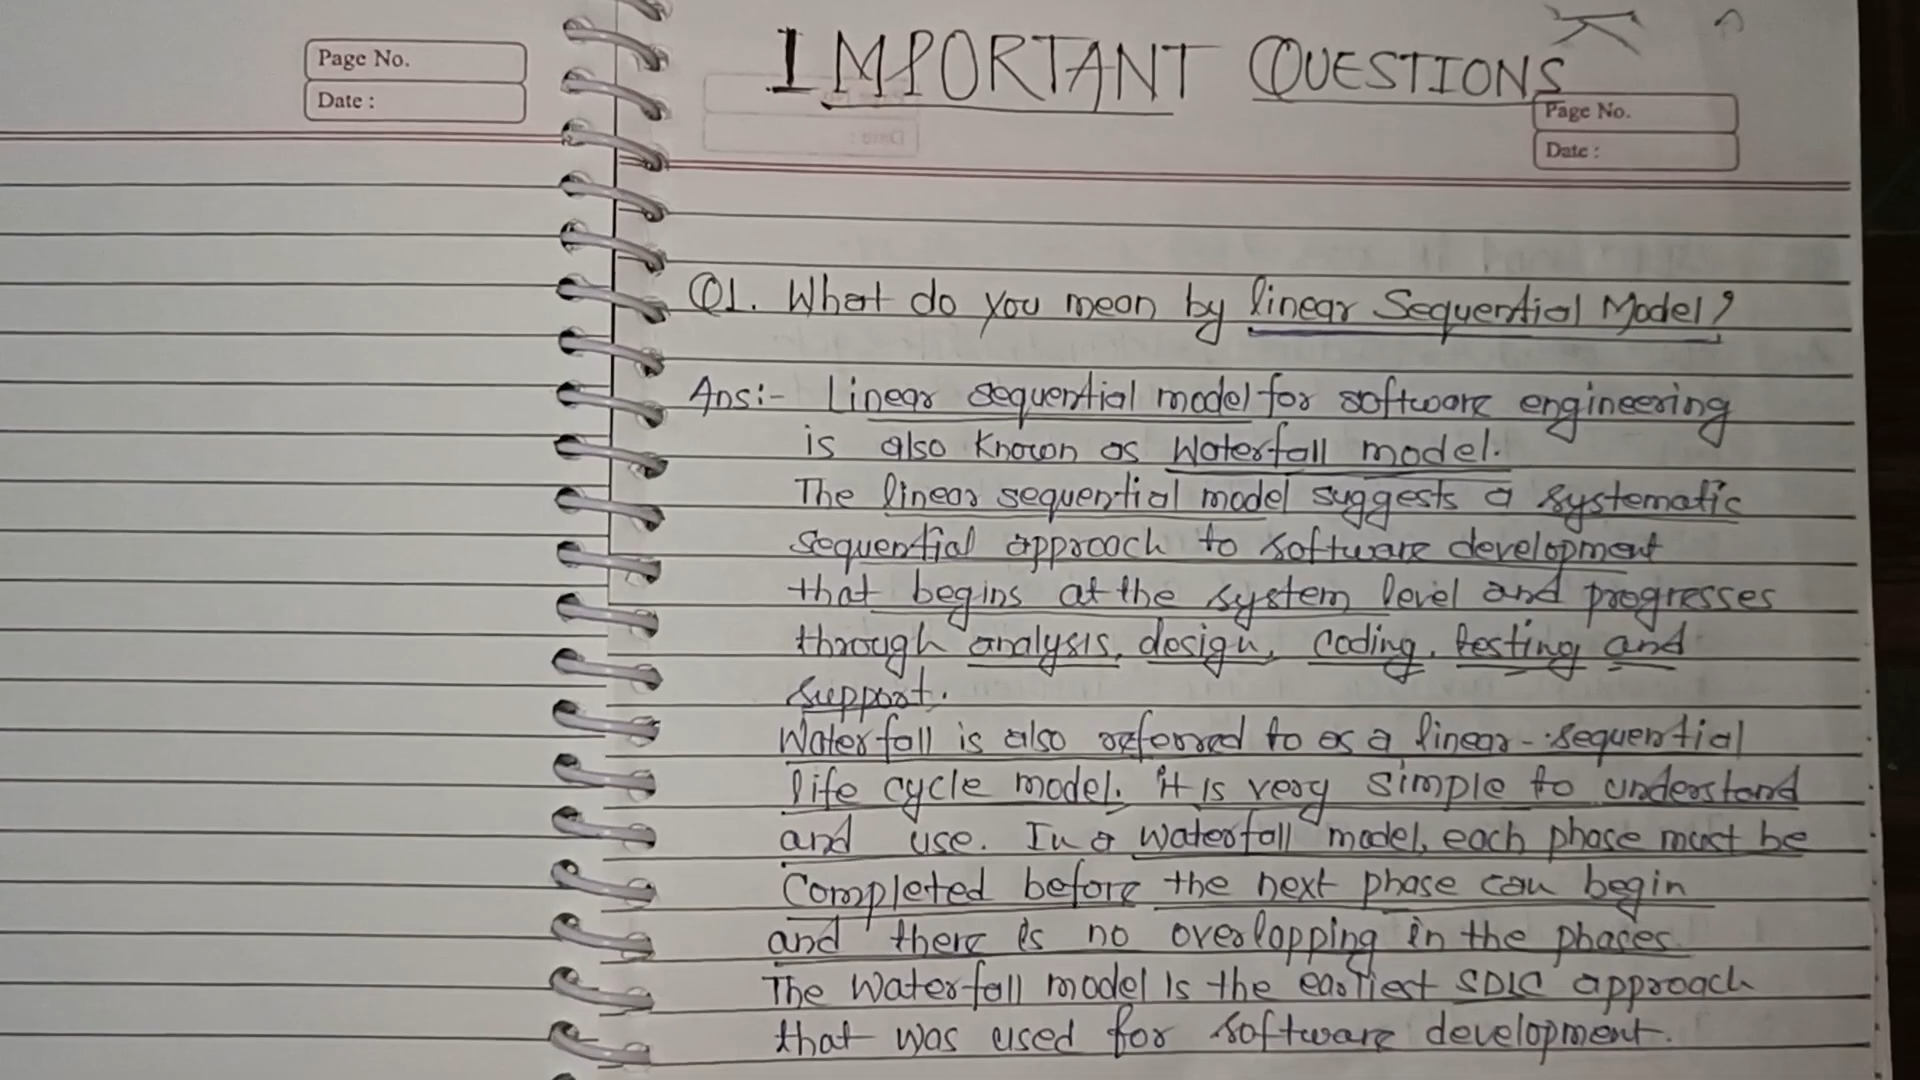 Page No.
Date :
IMPORTANT QUESTIONS
Page No.
Date :
Q1. What do you mean by linear Sequential Model?
Ans:- Linear sequential model for software engineering
is also known as Waterfall model.
The linear sequential model suggests a systematic
sequential approach to software development
that begins at the system level and progresses
through analysis, design, coding, testing and
support.
Waterfall is also referred to as a linear-sequential
life cycle model. it is very simple to understand
and use. In a waterfall model, each phase must be
Completed before the next phase can begin
and there is no overlapping in the phases.
The waterfall model is the earliest SDLC approach
that was used for software development.